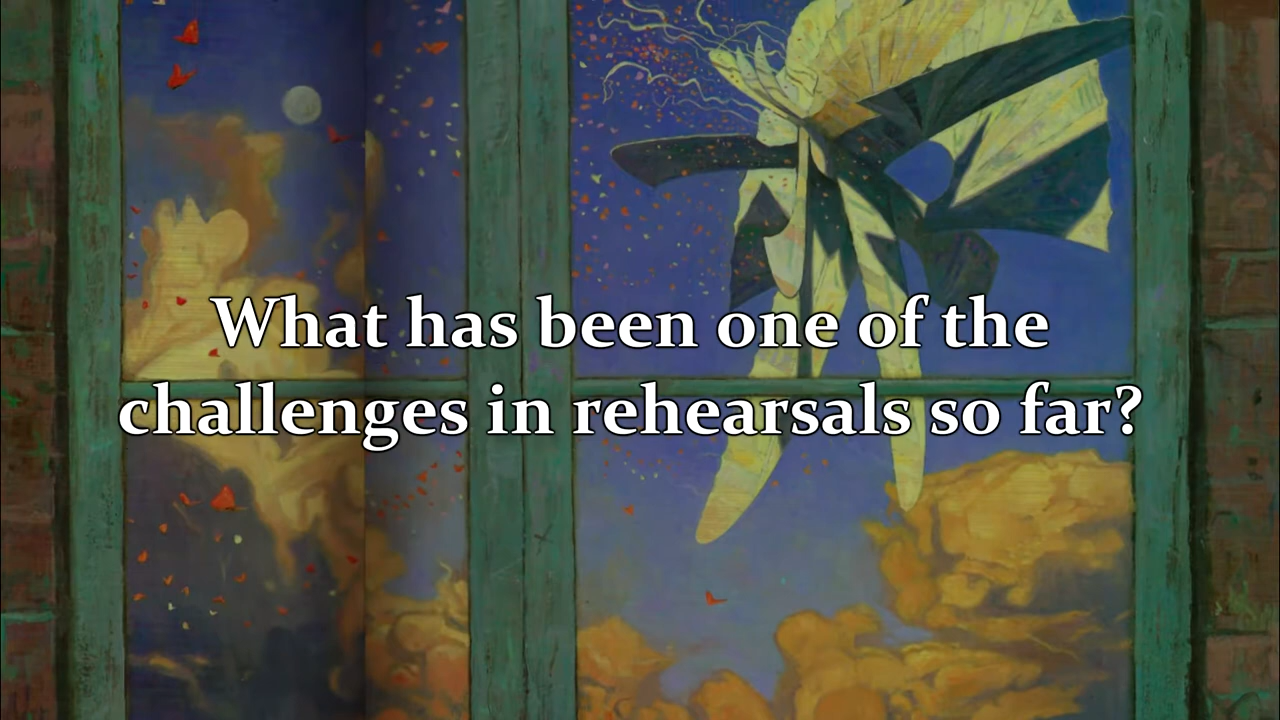 What has been one of the
challenges in rehearsals so far?